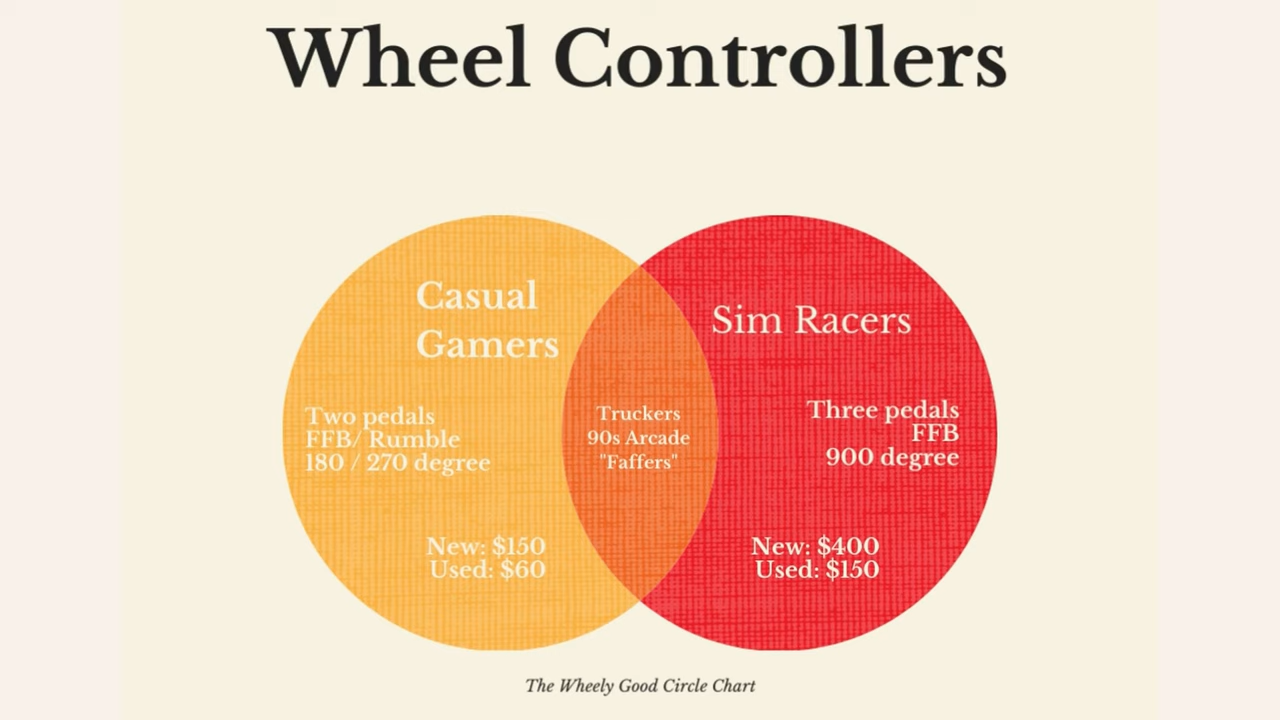 Wheel Controllers
Casual
Gamers
Two pedals
FFB/ Rumble
180 / 270 degree
New: $150
Used: $60
Truckers
90s Arcade
"Faffers"
Sim Racers
Three pedals
FFB
900 degree
New: $400
Used: $150
The Wheely Good Circle Chart